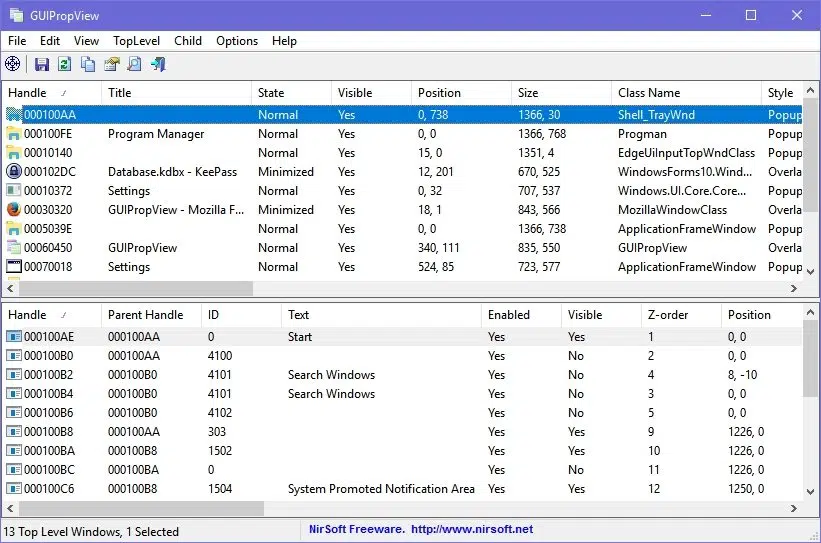 GUIPropView
File Edit View TopLevel Child Options Help
Handle Title State Visible Position Size Class Name Style
000100AA Normal Yes 0, 738 1366, 30 Shell_TrayWnd Popup
000100FE Program Manager Normal Yes 0, 0 1366, 768 Progman Popup
00010140 Normal Yes 15, 0 1351, 4 EdgeUiInputTopWndClass Popup
000102DC Database.kdbx - KeePass Minimized Yes 12, 201 670, 525 WindowsForms10.Wind... Overla
00010372 Settings Normal Yes 0, 32 707, 537 Windows.UI.Core.Core... Popup
00030320 GUIPropView - Mozilla F... Minimized Yes 18, 1 843, 566 MozillaWindowClass Overla
0005039E Normal Yes 0, 0 1366, 738 ApplicationFrameWindow Popup
00060450 GUIPropView Normal Yes 340, 111 835, 550 GUIPropView Overla
00070018 Settings Normal Yes 524, 85 723, 577 ApplicationFrameWindow Popup
Handle Parent Handle ID Text Enabled Visible Z-order Position
000100AE 000100AA 0 Start Yes Yes 1 0, 0
000100B0 000100AA 4100 Yes No 2 0, 0
000100B2 000100B0 4101 Search Windows Yes No 4 8, -10
000100B4 000100B0 4101 Search Windows Yes No 3 0, 0
000100B6 000100B0 4102 Yes No 5 0, 0
000100B8 000100AA 303 Yes Yes 9 1226, 0
000100BA 000100B8 1502 Yes Yes 10 1226, 0
000100BC 000100BA 0 Yes No 11 1226, 0
000100C6 000100B8 1504 System Promoted Notification Area Yes Yes 12 1250, 0
13 Top Level Windows, 1 Selected NirSoft Freeware. http://www.nirsoft.net